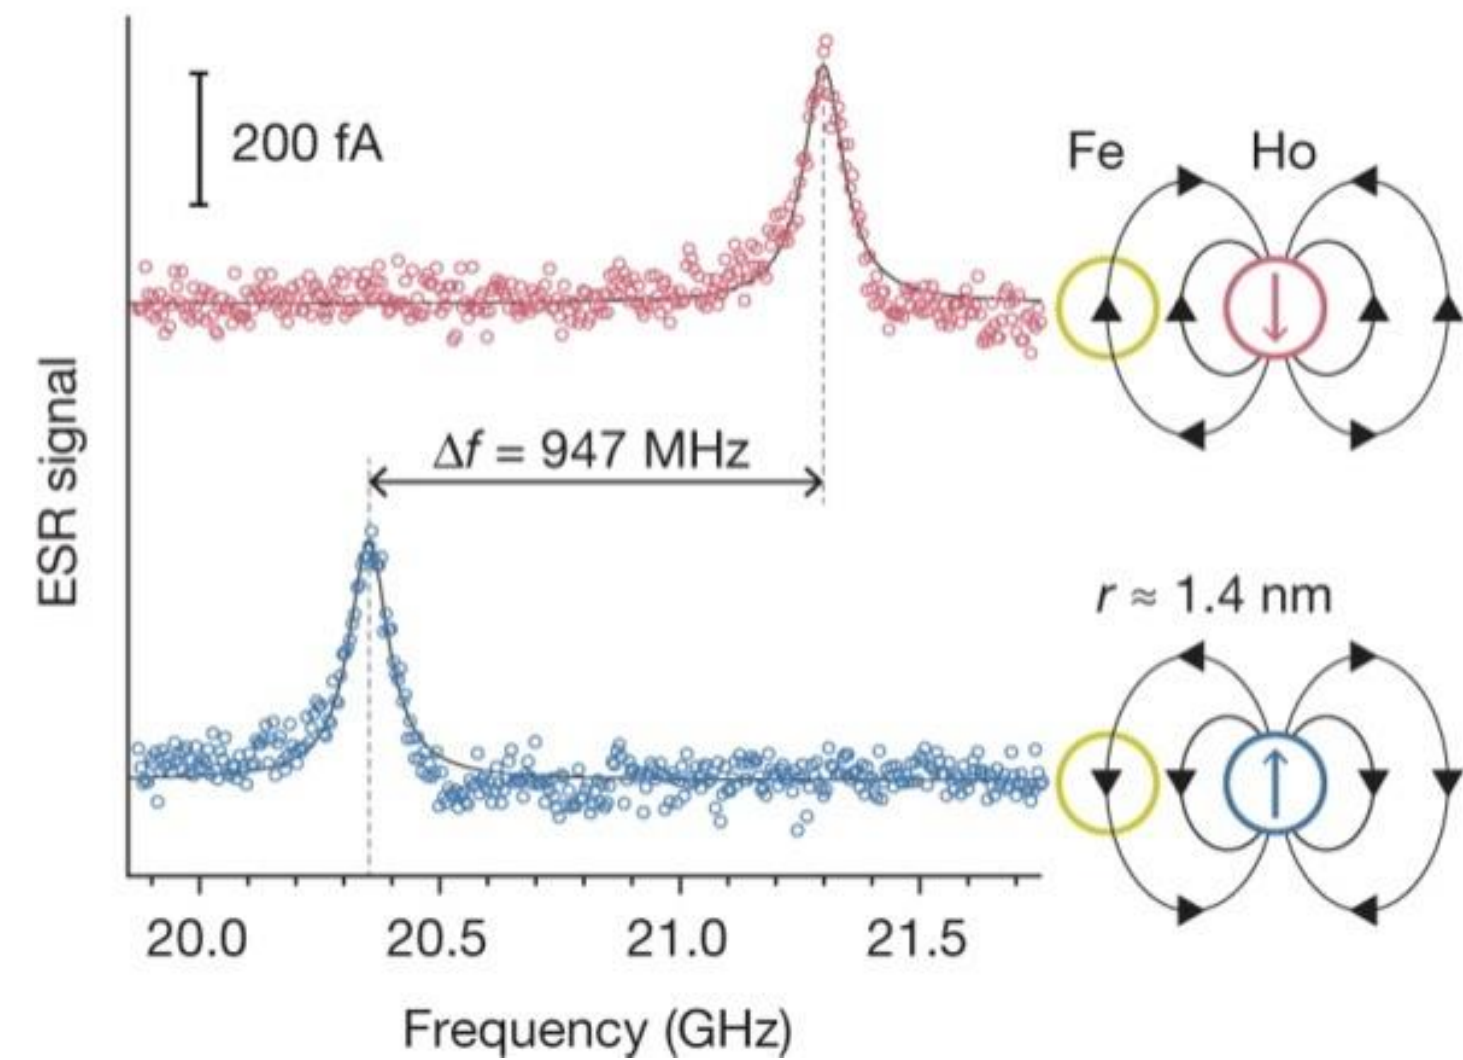 200 fA
Fe
Ho
Δf = 947 MHz
r ≈ 1.4 nm
ESR signal
20.0
20.5
21.0
21.5
Frequency (GHz)